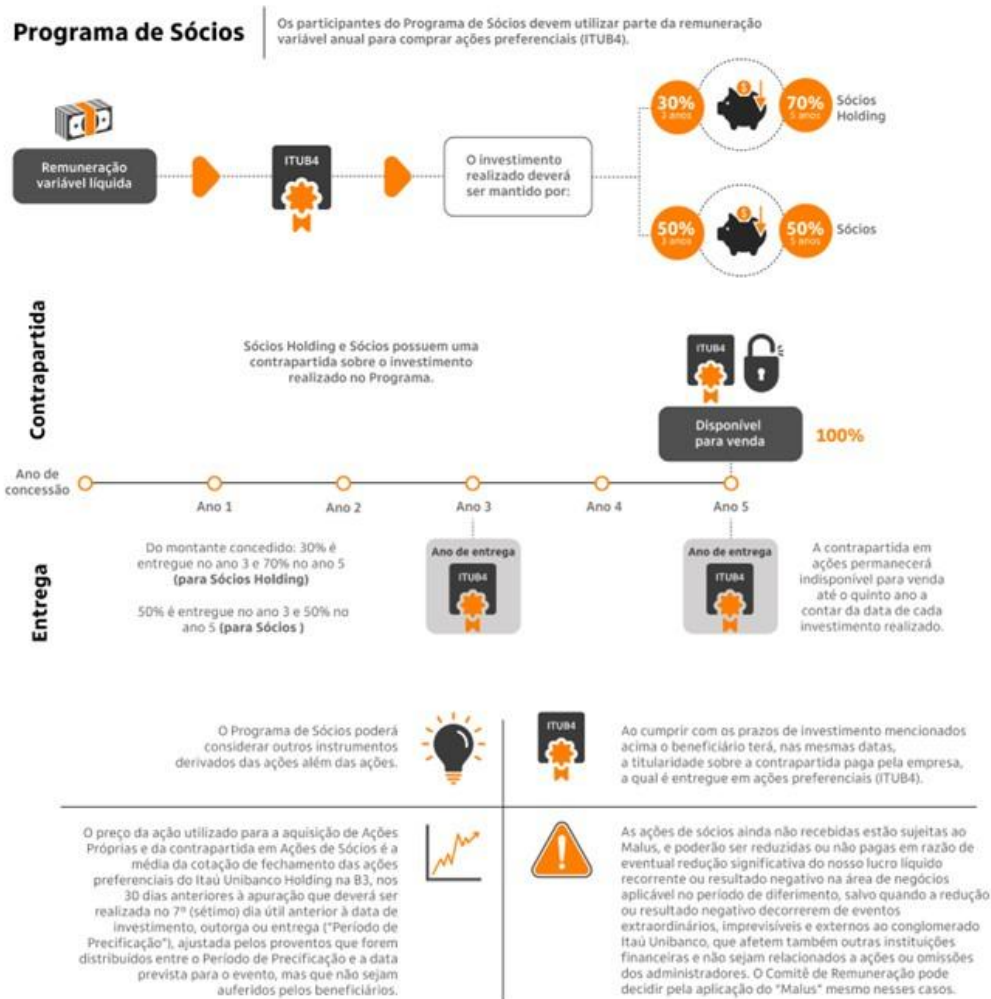 Programa de Sócios
Os participantes do Programa de Sócios devem utilizar parte da remuneração
variável anual para comprar ações preferenciais (ITUB4).
Remuneração
variável líquida
ITUB4
O investimento
realizado deverá
ser mantido por:
30%
3 anos
70%
5 anos
Sócios
Holding
50%
3 anos
50%
5 anos
Sócios
Contrapartida
Sócios Holding e Sócios possuem uma
contrapartida sobre o investimento
realizado no Programa.
ITUB4
Disponível
para venda
100%
Ano de
concessão
Ano 1
Ano 2
Ano 3
Ano 4
Ano 5
Entrega
Do montante concedido: 30% é
entregue no ano 3 e 70% no ano 5
(para Sócios Holding)
50% é entregue no ano 3 e 50% no
ano 5 (para Sócios )
Ano de entrega
ITUB4
Ano de entrega
ITUB4
A contrapartida em
ações permanecerá
indisponível para venda
até o quinto ano a
contar da data de cada
investimento realizado.
O Programa de Sócios poderá
considerar outros instrumentos
derivados das ações além das ações.
ITUB4
Ao cumprir com os prazos de investimento mencionados
acima o beneficiário terá, nas mesmas datas,
a titularidade sobre a contrapartida paga pela empresa,
a qual é entregue em ações preferenciais (ITUB4).
O preço da ação utilizado para a aquisição de Ações
Próprias e da contrapartida em Ações de Sócios é a
média da cotação de fechamento das ações
preferenciais do Itaú Unibanco Holding na B3, nos
30 dias anteriores à apuração que deverá ser
realizada no 7º (sétimo) dia útil anterior à data de
investimento, outorga ou entrega ("Período de
Precificação"), ajustada pelos proventos que forem
distribuídos entre o Período de Precificação e a data
prevista para o evento, mas que não sejam
auferidos pelos beneficiários.
As ações de sócios ainda não recebidas estão sujeitas ao
Malus, e poderão ser reduzidas ou não pagas em razão de
eventual redução significativa do nosso lucro líquido
recorrente ou resultado negativo na área de negócios
aplicável no período de diferimento, salvo quando a redução
ou resultado negativo decorrerem de eventos
extraordinários, imprevisíveis e externos ao conglomerado
Itaú Unibanco, que afetem também outras instituições
financeiras e não sejam relacionados a ações ou omissões
dos administradores. O Comitê de Remuneração pode
decidir pela aplicação do "Malus" mesmo nesses casos.